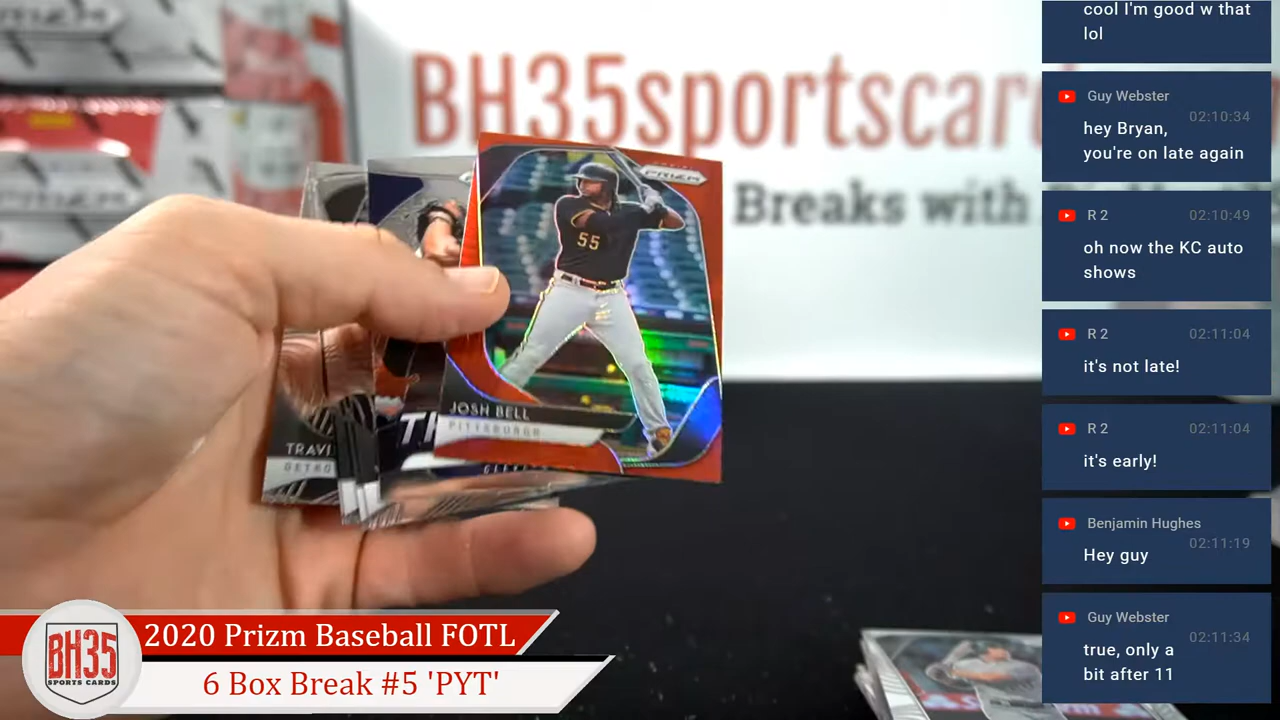 BH35sportscar
Breaks with
PRIZM
55
JOSH BELL
PITTSBURGH
TRAVI
DETRO
TI
BH35
SPORTS CARDS
2020 Prizm Baseball FOTL
6 Box Break #5 'PYT'
cool I'm good w that
lol
Guy Webster
02:10:34
hey Bryan,
you're on late again
R 2 02:10:49
oh now the KC auto
shows
R 2 02:11:04
it's not late!
R 2 02:11:04
it's early!
Benjamin Hughes
02:11:19
Hey guy
Guy Webster
02:11:34
true, only a
bit after 11